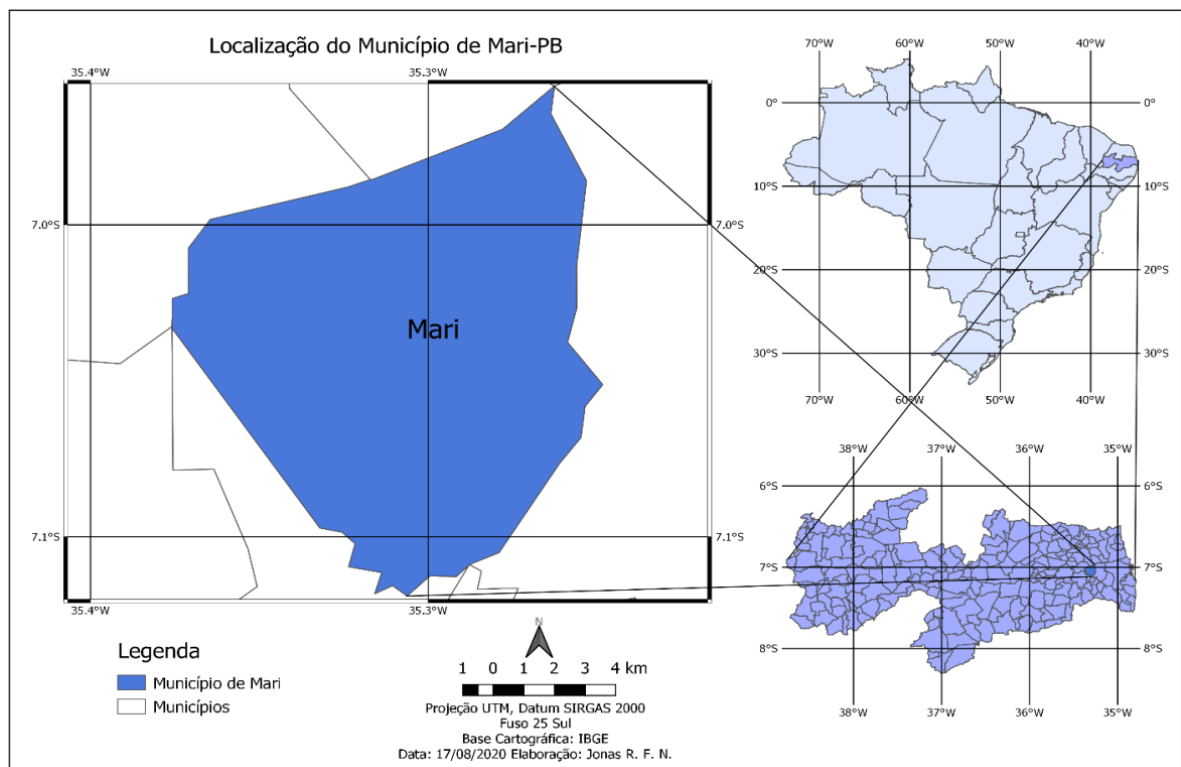 Localização do Município de Mari-PB
35.4°W 35.3°W
7.0°S 7.0°S
Mari
7.1°S 7.1°S
35.4°W 35.3°W
70°W 60°W 50°W 40°W
0° 0°
10°S 10°S
20°S 20°S
30°S 30°S
70°W 60°W 50°W 40°W
38°W 37°W 36°W 35°W
6°S 6°S
7°S 7°S
8°S 8°S
38°W 37°W 36°W 35°W
Legenda
Município de Mari
Municípios
N
1 0 1 2 3 4 km
Projeção UTM, Datum SIRGAS 2000
Fuso 25 Sul
Base Cartográfica: IBGE
Data: 17/08/2020 Elaboração: Jonas R. F. N.